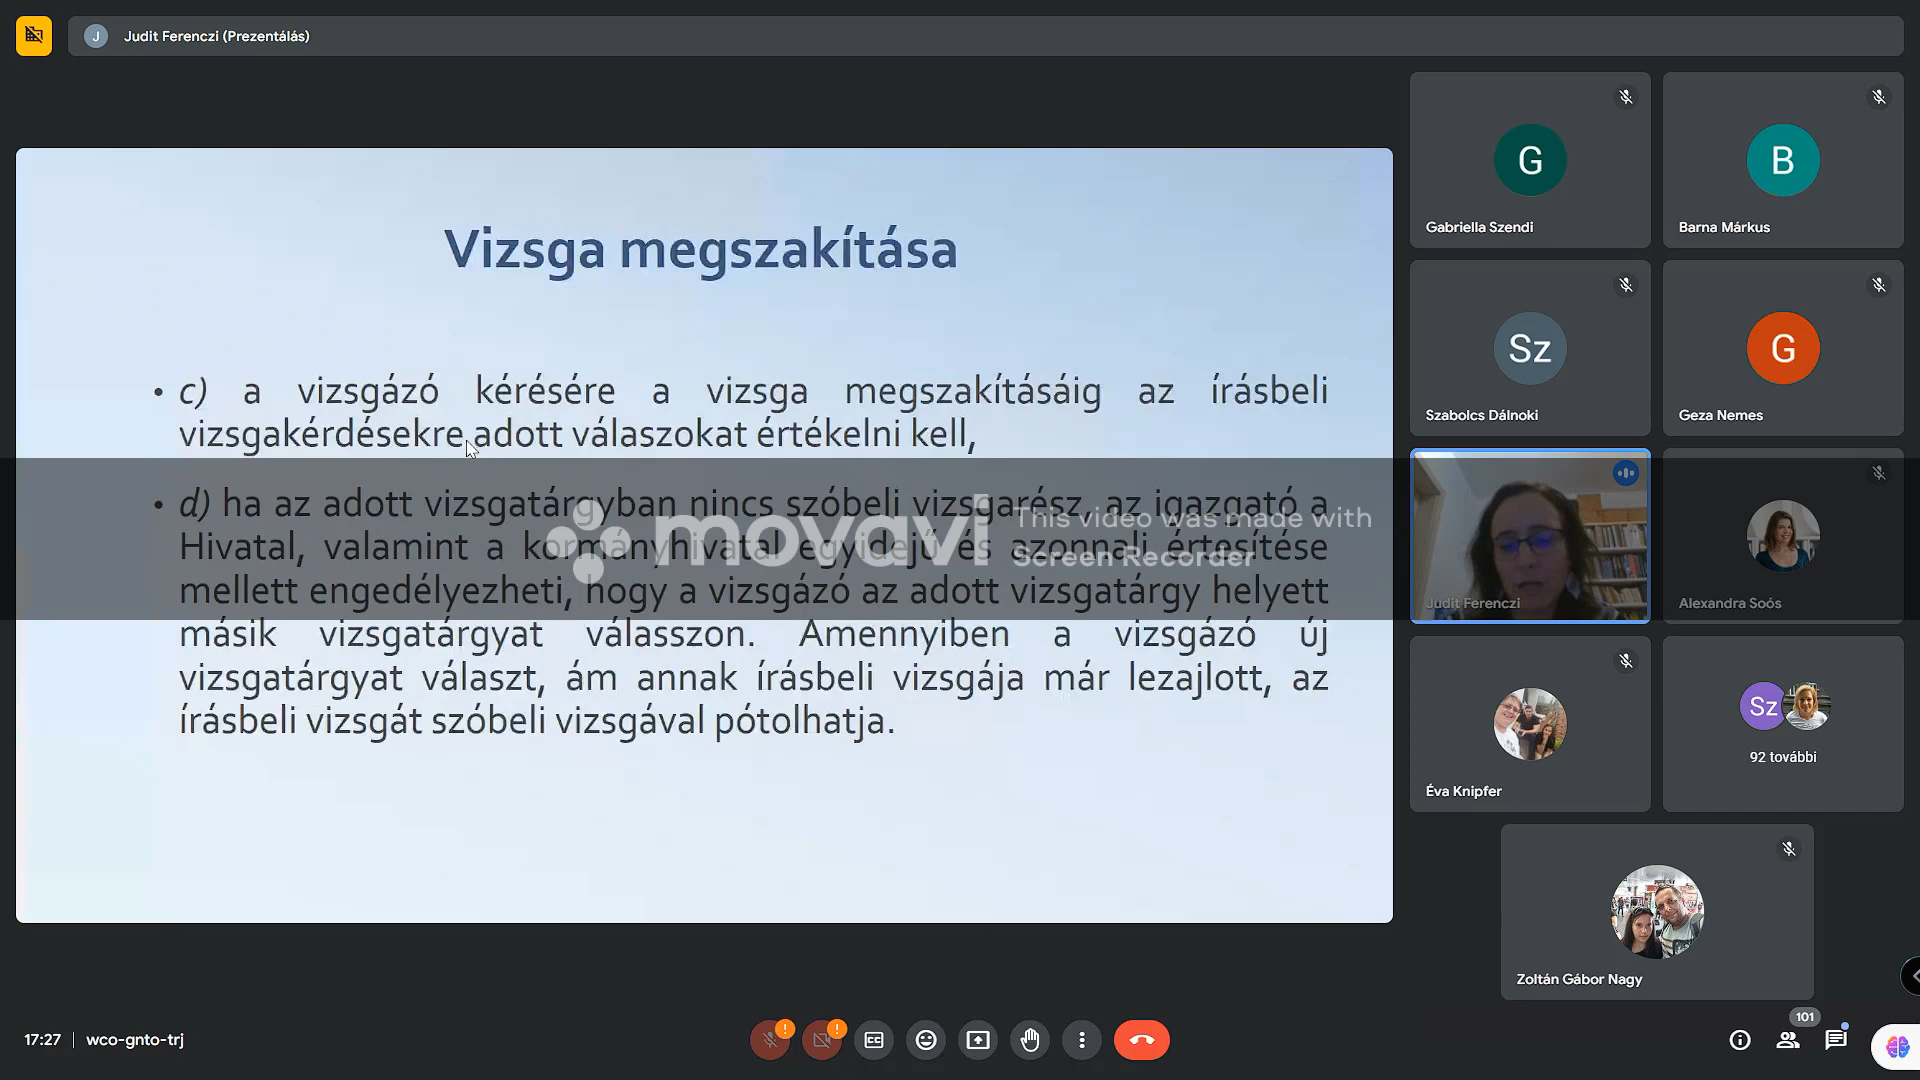 J Judit Ferenczi (Prezentálás)
Vizsga megszakítása
• c) a vizsgázó kérésére a vizsga megszakításáig az írásbeli
vizsgakérdésekre adott válaszokat értékelni kell,
• d) ha az adott vizsgatárgyban nincs szóbeli vizsgarész, az igazgató a
Hivatal, valamint a kormányhivatal egyidejű és azonnali értesítése
mellett engedélyezheti, hogy a vizsgázó az adott vizsgatárgy helyett
másik vizsgatárgyat válasszon. Amennyiben a vizsgázó új
vizsgatárgyat választ, ám annak írásbeli vizsgája már lezajlott, az
írásbeli vizsgát szóbeli vizsgával pótolhatja.
movavi
This video was made with
Screen Recorder
G
Gabriella Szendi
B
Barna Márkus
Sz
Szabolcs Dálnoki
G
Geza Nemes
Judit Ferenczi
Alexandra Soós
Éva Knipfer
Sz
92 további
Zoltán Gábor Nagy
17:27 wco-gnto-trj
101